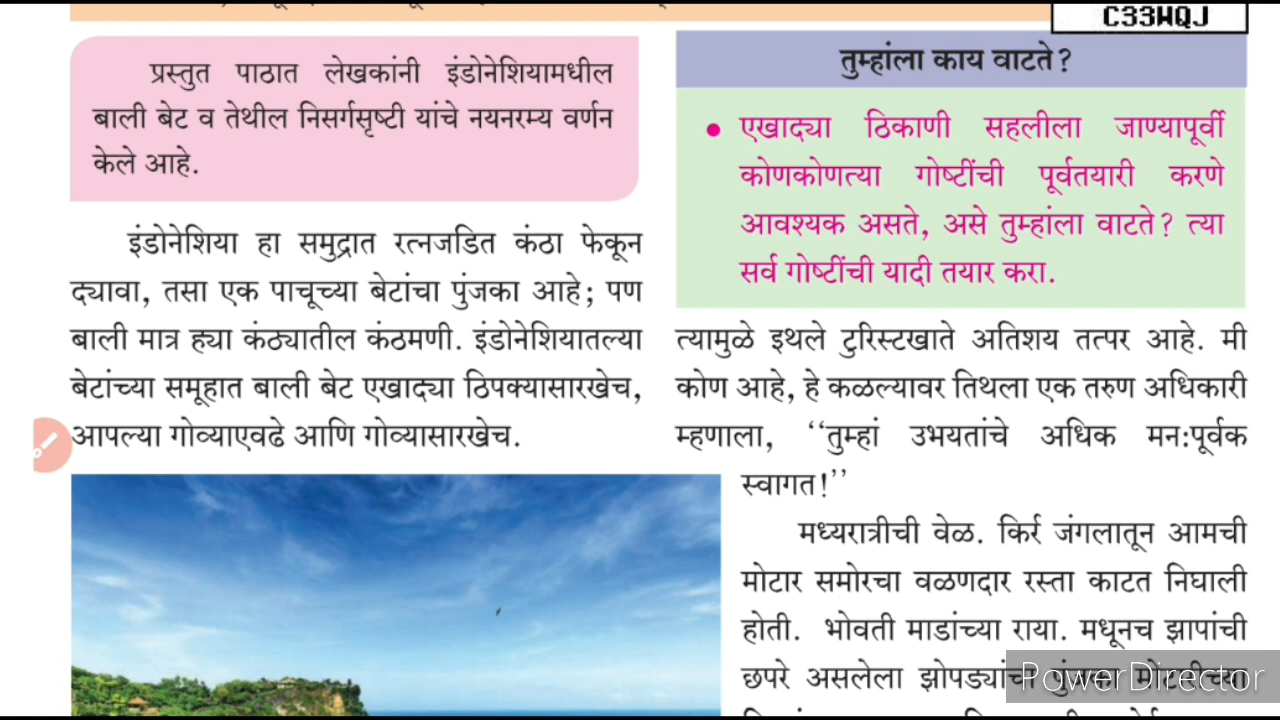 C33WQJ
प्रस्तुत पाठात लेखकांनी इंडोनेशियामधील
बाली बेट व तेथील निसर्गसृष्टी यांचे नयनरम्य वर्णन
केले आहे.
इंडोनेशिया हा समुद्रात रत्नजडित कंठा फेकून
द्यावा, तसा एक पाचूच्या बेटांचा पुंजका आहे; पण
बाली मात्र ह्या कंठ्यातील कंठमणी. इंडोनेशियातल्या
बेटांच्या समूहात बाली बेट एखाद्या ठिपक्यासारखेच,
आपल्या गोव्याएवढे आणि गोव्यासारखेच.
तुम्हांला काय वाटते?
• एखाद्या ठिकाणी सहलीला जाण्यापूर्वी
कोणकोणत्या गोष्टींची पूर्वतयारी करणे
आवश्यक असते, असे तुम्हांला वाटते? त्या
सर्व गोष्टींची यादी तयार करा.
त्यामुळे इथले टुरिस्टखाते अतिशय तत्पर आहे. मी
कोण आहे, हे कळल्यावर तिथला एक तरुण अधिकारी
म्हणाला, ‘‘तुम्हां उभयतांचे अधिक मन:पूर्वक
स्वागत!’’
मध्यरात्रीची वेळ. किर्र जंगलातून आमची
मोटार समोरचा वळणदार रस्ता काटत निघाली
होती. भोवती माडांच्या राया. मधूनच झापांची
छपरे असलेला झोपड्यांचा पुंजका मोटारीच्या
PowerDirector